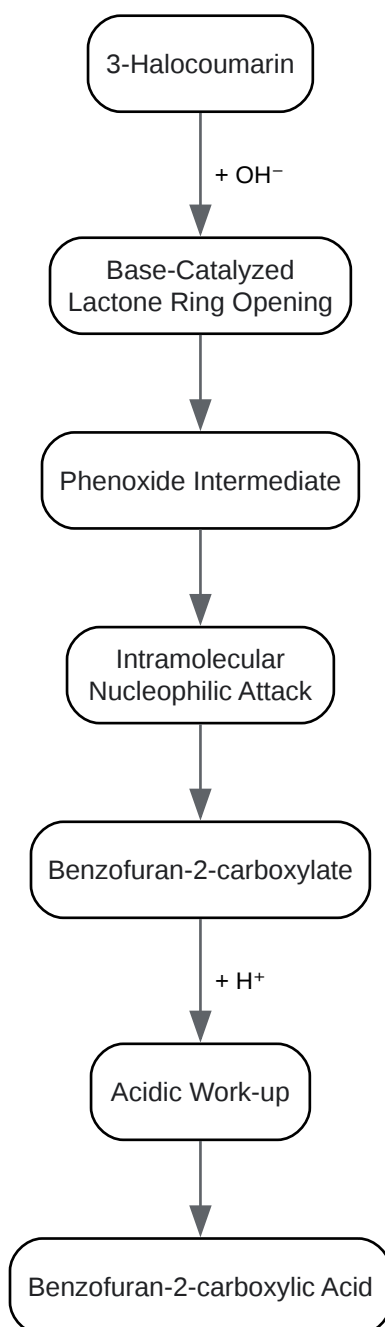 3-Halocoumarin
+ OH⁻
Base-Catalyzed
Lactone Ring Opening
Phenoxide Intermediate
Intramolecular
Nucleophilic Attack
Benzofuran-2-carboxylate
+ H⁺
Acidic Work-up
Benzofuran-2-carboxylic Acid